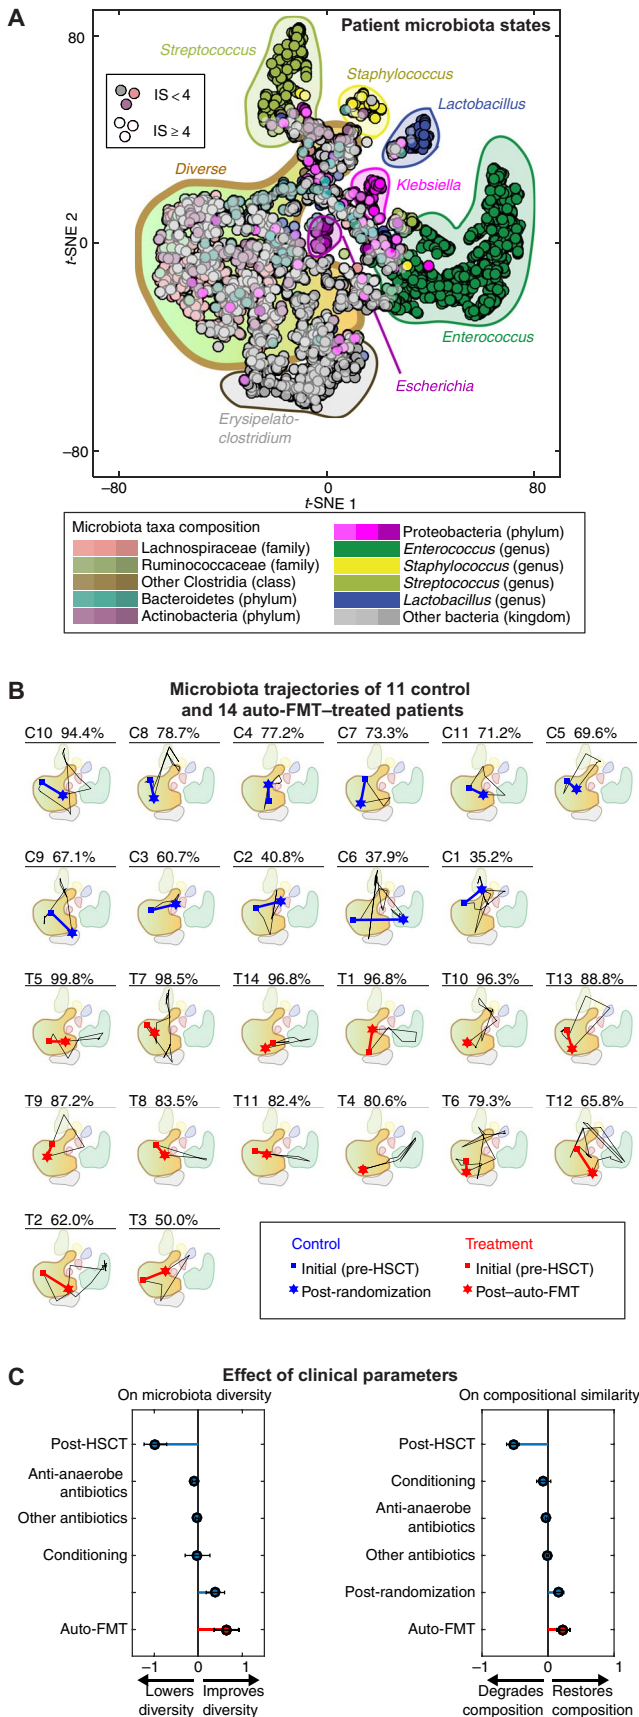 A
Patient microbiota states
80
Streptococcus
Staphylococcus
IS < 4
IS ≥ 4
Lactobacillus
Diverse
Klebsiella
t-SNE 2
–0
Enterococcus
Escherichia
Erysipelato-
clostridium
–80
–80
0
80
t-SNE 1
Microbiota taxa composition
Lachnospiraceae (family)
Ruminococcaceae (family)
Other Clostridia (class)
Bacteroidetes (phylum)
Actinobacteria (phylum)
Proteobacteria (phylum)
Enterococcus (genus)
Staphylococcus (genus)
Streptococcus (genus)
Lactobacillus (genus)
Other bacteria (kingdom)
B
Microbiota trajectories of 11 control
and 14 auto-FMT–treated patients
C10 94.4%
C8 78.7%
C4 77.2%
C7 73.3%
C11 71.2%
C5 69.6%
C9 67.1%
C3 60.7%
C2 40.8%
C6 37.9%
C1 35.2%
T5 99.8%
T7 98.5%
T14 96.8%
T1 96.8%
T10 96.3%
T13 88.8%
T9 87.2%
T8 83.5%
T11 82.4%
T4 80.6%
T6 79.3%
T12 65.8%
T2 62.0%
T3 50.0%
Control
Initial (pre-HSCT)
Post-randomization
Treatment
Initial (pre-HSCT)
Post–auto-FMT
C
Effect of clinical parameters
On microbiota diversity
Post-HSCT
Anti-anaerobe
antibiotics
Other antibiotics
Conditioning
Auto-FMT
–1
0
1
Lowers
diversity
Improves
diversity
On compositional similarity
Post-HSCT
Conditioning
Anti-anaerobe
antibiotics
Other antibiotics
Post-randomization
Auto-FMT
–1
0
1
Degrades
composition
Restores
composition